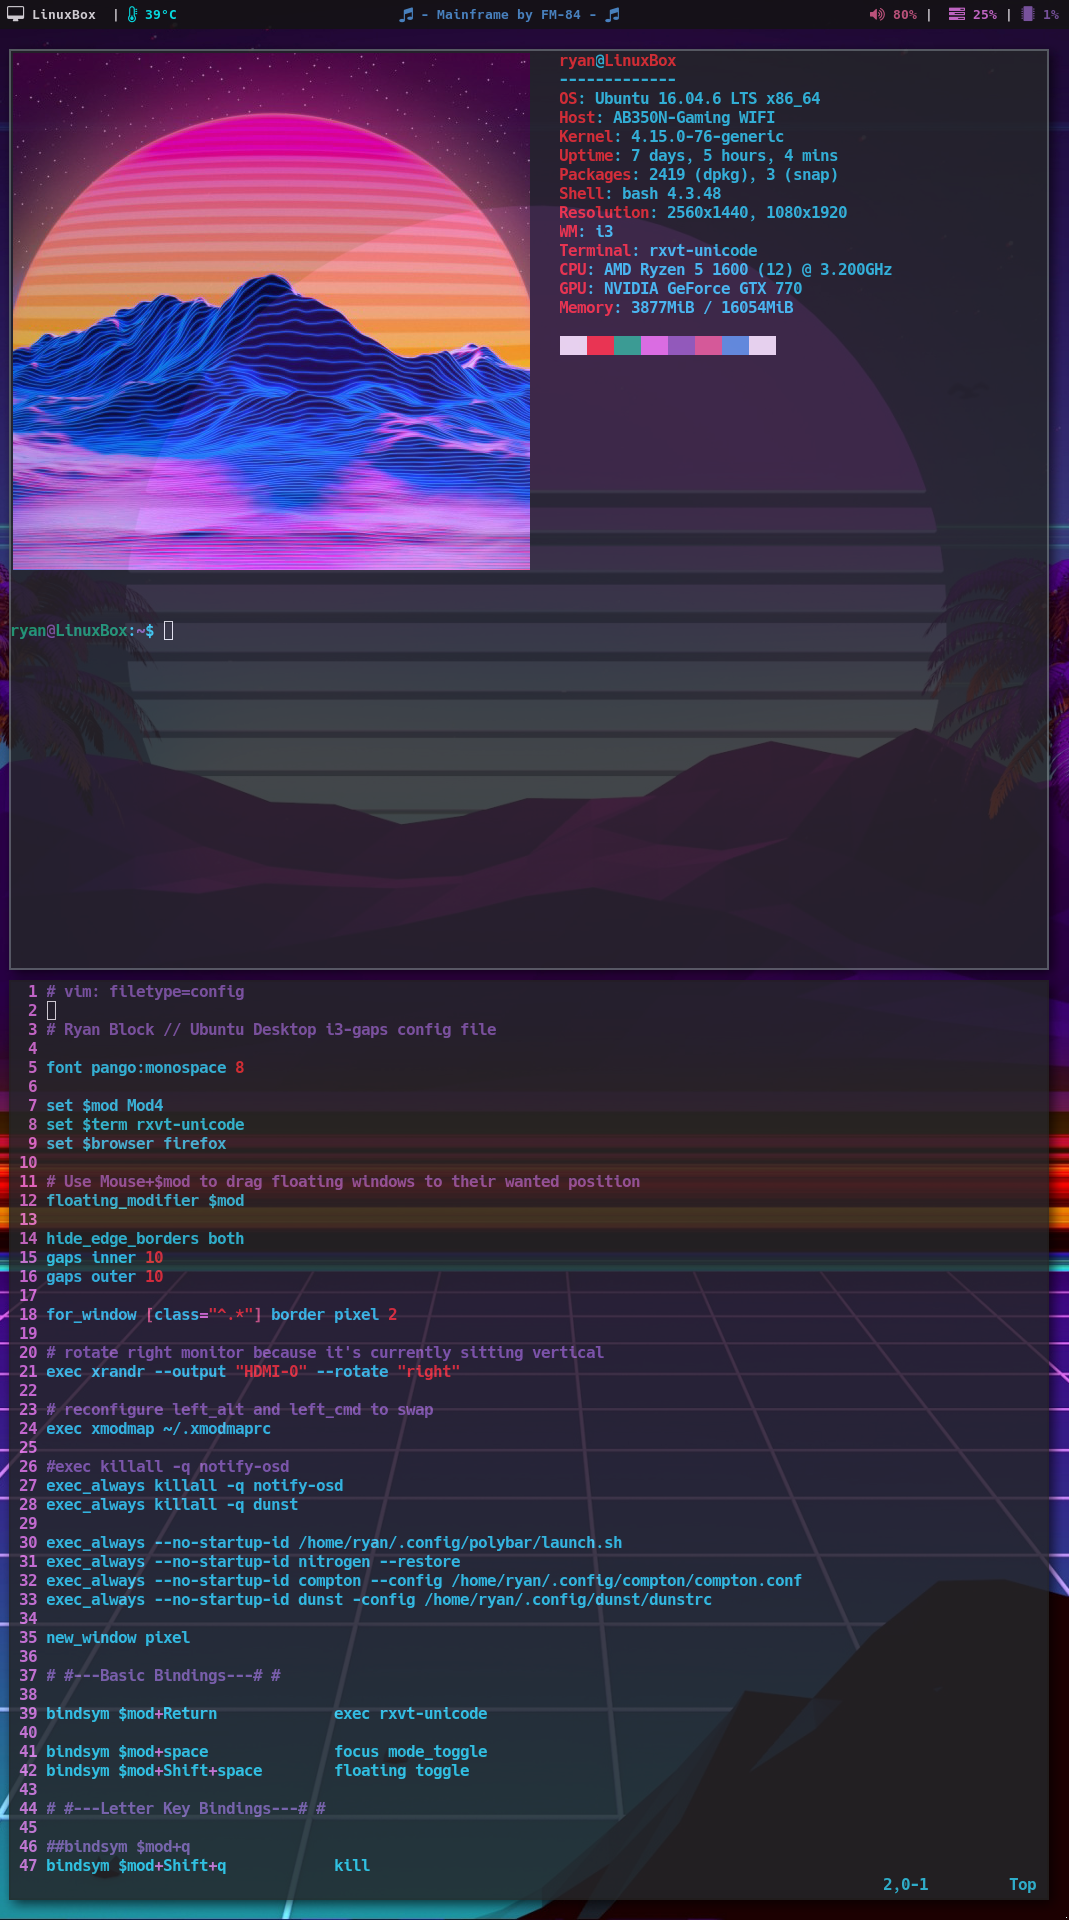 LinuxBox | 39°C - Mainframe by FM-84 - 80% | 25% | 1%
ryan@LinuxBox
-------------
OS: Ubuntu 16.04.6 LTS x86_64
Host: AB350N-Gaming WIFI
Kernel: 4.15.0-76-generic
Uptime: 7 days, 5 hours, 4 mins
Packages: 2419 (dpkg), 3 (snap)
Shell: bash 4.3.48
Resolution: 2560x1440, 1080x1920
WM: i3
Terminal: rxvt-unicode
CPU: AMD Ryzen 5 1600 (12) @ 3.200GHz
GPU: NVIDIA GeForce GTX 770
Memory: 3877MiB / 16054MiB
ryan@LinuxBox:~$
1 # vim: filetype=config
2
3 # Ryan Block // Ubuntu Desktop i3-gaps config file
4
5 font pango:monospace 8
6
7 set $mod Mod4
8 set $term rxvt-unicode
9 set $browser firefox
10
11 # Use Mouse+$mod to drag floating windows to their wanted position
12 floating_modifier $mod
13
14 hide_edge_borders both
15 gaps inner 10
16 gaps outer 10
17
18 for_window [class="^.*"] border pixel 2
19
20 # rotate right monitor because it's currently sitting vertical
21 exec xrandr --output "HDMI-0" --rotate "right"
22
23 # reconfigure left_alt and left_cmd to swap
24 exec xmodmap ~/.xmodmaprc
25
26 #exec killall -q notify-osd
27 exec_always killall -q notify-osd
28 exec_always killall -q dunst
29
30 exec_always --no-startup-id /home/ryan/.config/polybar/launch.sh
31 exec_always --no-startup-id nitrogen --restore
32 exec_always --no-startup-id compton --config /home/ryan/.config/compton/compton.conf
33 exec_always --no-startup-id dunst -config /home/ryan/.config/dunst/dunstrc
34
35 new_window pixel
36
37 # #---Basic Bindings---# #
38
39 bindsym $mod+Return exec rxvt-unicode
40
41 bindsym $mod+space focus mode_toggle
42 bindsym $mod+Shift+space floating toggle
43
44 # #---Letter Key Bindings---# #
45
46 ##bindsym $mod+q
47 bindsym $mod+Shift+q kill
2,0-1 Top